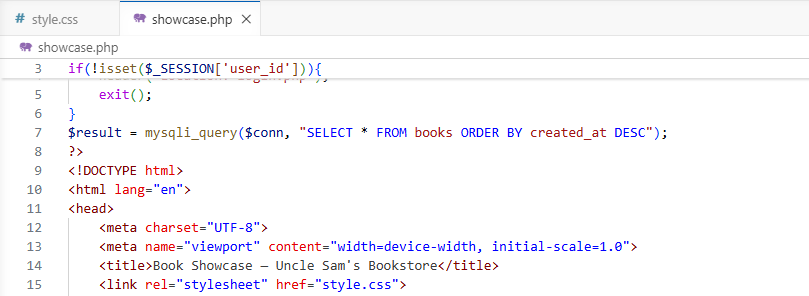 # style.css showcase.php ×
showcase.php
3 if(!isset($_SESSION['user_id'])){
5 exit();
6 }
7 $result = mysqli_query($conn, "SELECT * FROM books ORDER BY created_at DESC");
8 ?>
9 <!DOCTYPE html>
10 <html lang="en">
11 <head>
12 <meta charset="UTF-8">
13 <meta name="viewport" content="width=device-width, initial-scale=1.0">
14 <title>Book Showcase — Uncle Sam's Bookstore</title>
15 <link rel="stylesheet" href="style.css">